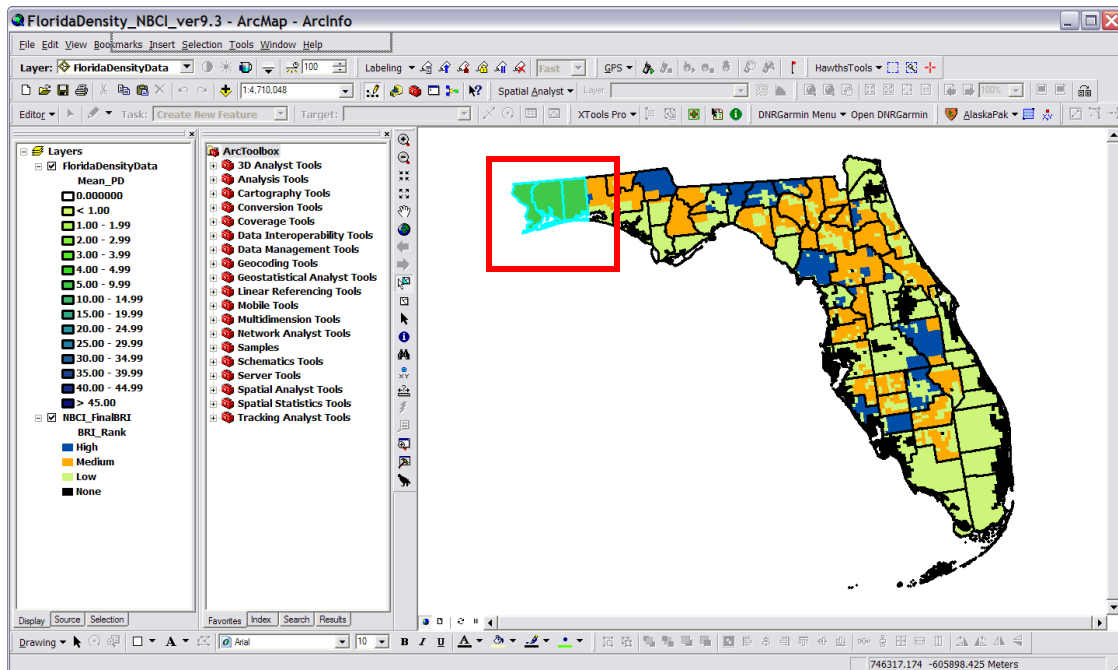 FloridaDensity_NBCI_ver9.3 - ArcMap - ArcInfo
File Edit View Bookmarks Insert Selection Tools Window Help
Layer: FloridaDensityData 100 Labeling Fast GPS HawthsTools
1:4,710,048 Spatial Analyst Layer: 100%
Editor Task: Create New Feature Target: XTools Pro DNRGarmin Menu Open DNRGarmin AlaskaPak
Layers
FloridaDensityData
Mean_PD
0.000000
< 1.00
1.00 - 1.99
2.00 - 2.99
3.00 - 3.99
4.00 - 4.99
5.00 - 9.99
10.00 - 14.99
15.00 - 19.99
20.00 - 24.99
25.00 - 29.99
30.00 - 34.99
35.00 - 39.99
40.00 - 44.99
> 45.00
NBCI_FinalBRI
BRI_Rank
High
Medium
Low
None
Display Source Selection
ArcToolbox
3D Analyst Tools
Analysis Tools
Cartography Tools
Conversion Tools
Coverage Tools
Data Interoperability Tools
Data Management Tools
Geocoding Tools
Geostatistical Analyst Tools
Linear Referencing Tools
Mobile Tools
Multidimension Tools
Network Analyst Tools
Samples
Schematics Tools
Server Tools
Spatial Analyst Tools
Spatial Statistics Tools
Tracking Analyst Tools
Favorites Index Search Results
Drawing A Arial 10 B I U A
746317.174 -605898.425 Meters